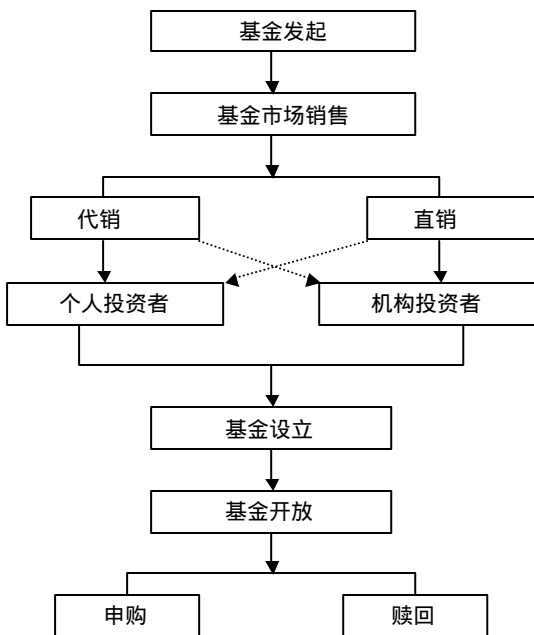 基金发起
基金市场销售
代销
直销
个人投资者
机构投资者
基金设立
基金开放
申购
赎回